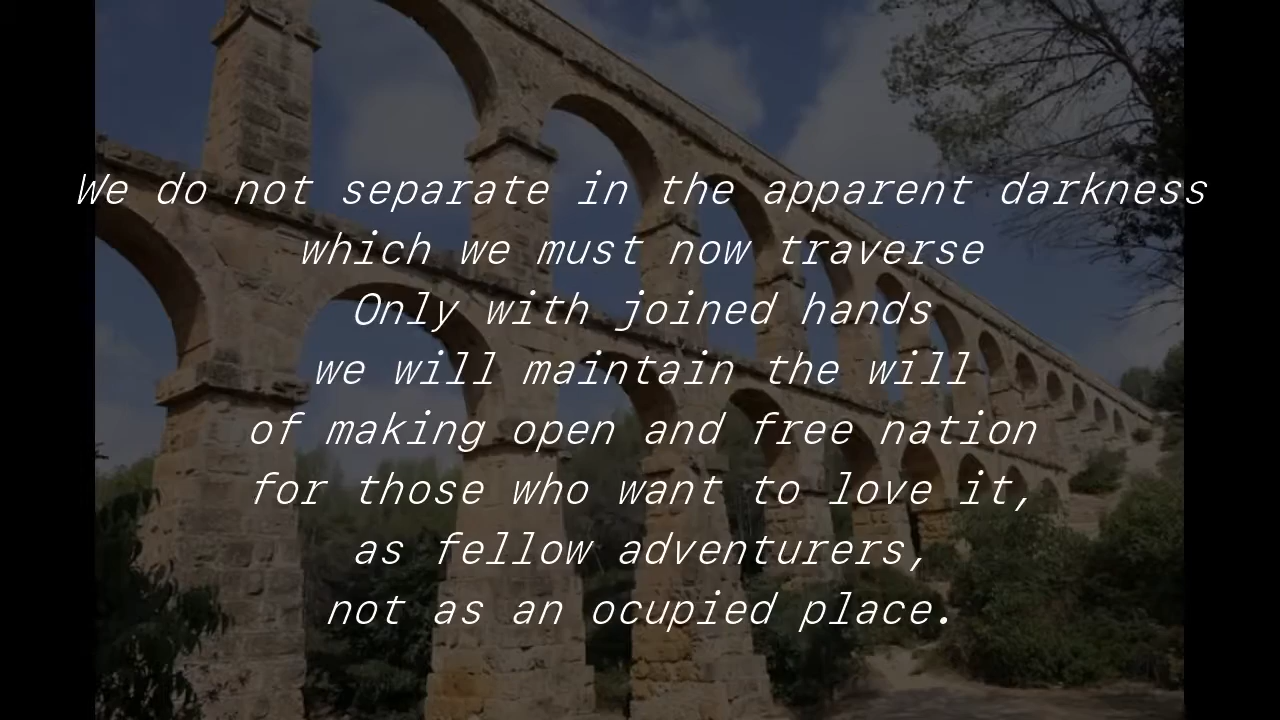 We do not separate in the apparent darkness
which we must now traverse
Only with joined hands
we will maintain the will
of making open and free nation
for those who want to love it,
as fellow adventurers,
not as an ocupied place.